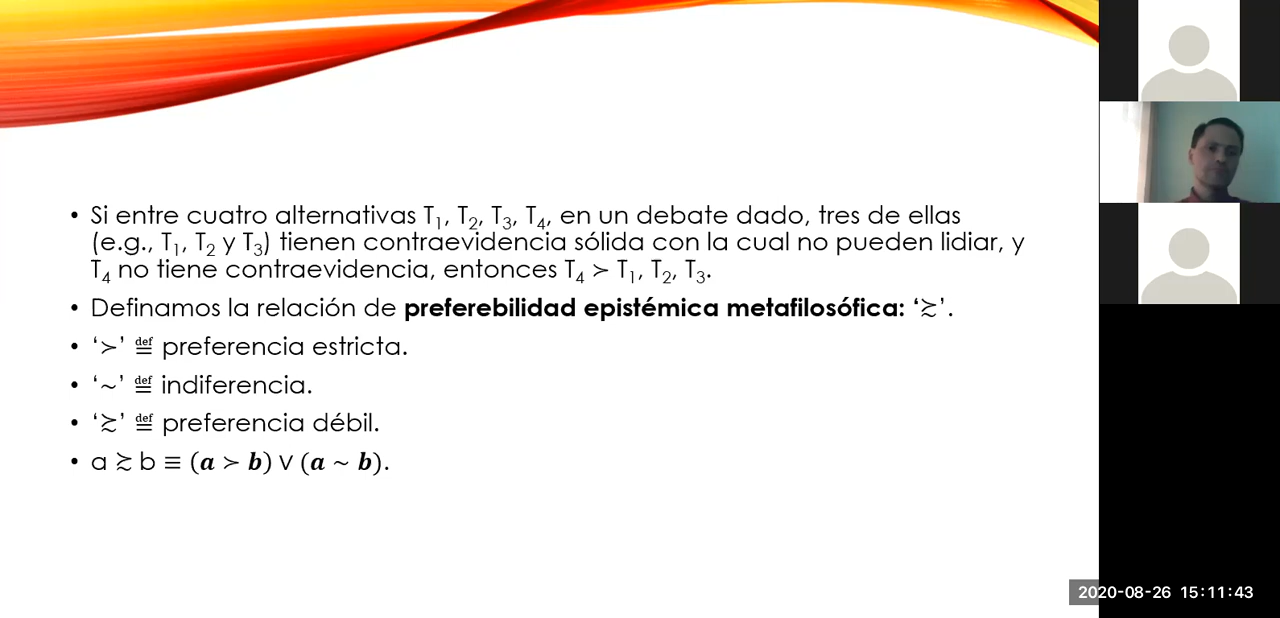 • Si entre cuatro alternativas T₁, T₂, T₃, T₄, en un debate dado, tres de ellas
(e.g., T₁, T₂ y T₃) tienen contraevidencia sólida con la cual no pueden lidiar, y
T₄ no tiene contraevidencia, entonces T₄ ≻ T₁, T₂, T₃.
• Definamos la relación de preferebilidad epistémica metafilosófica: ‘≿’.
• ‘≻’ ≝ preferencia estricta.
• ‘~’ ≝ indiferencia.
• ‘≿’ ≝ preferencia débil.
• a ≿ b ≡ (a ≻ b) ∨ (a ~ b).
2020-08-26 15:11:43